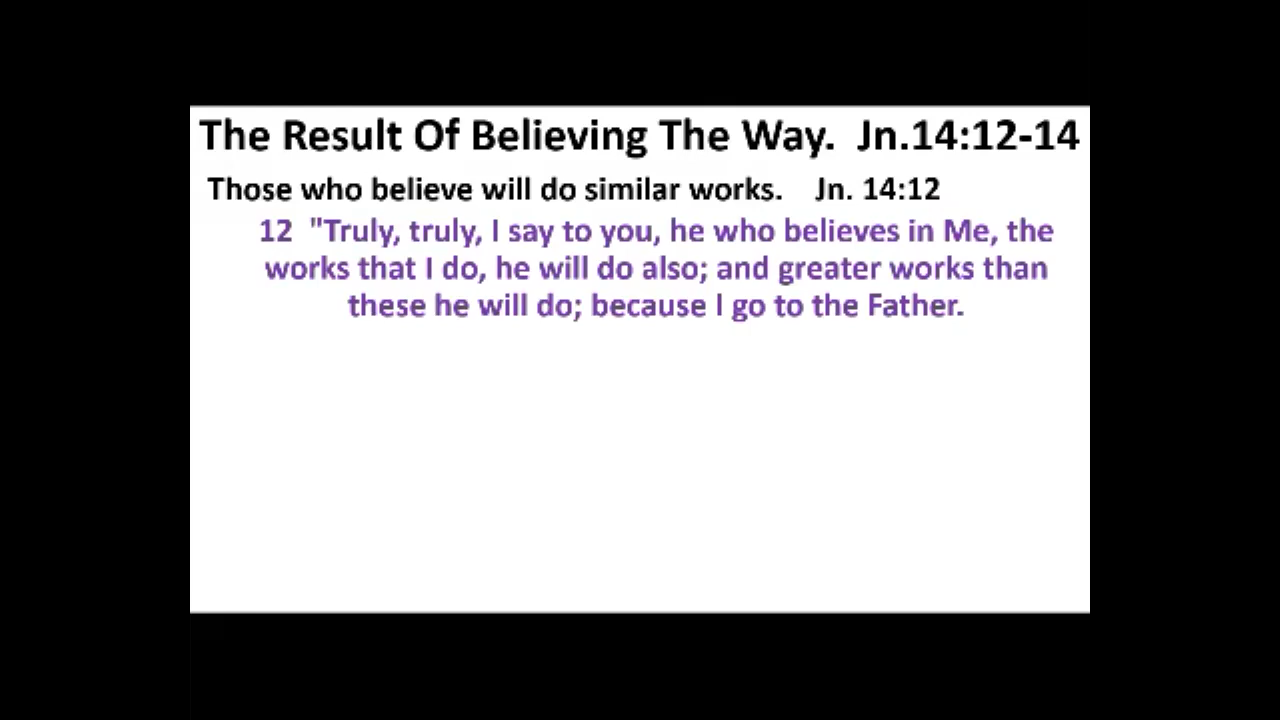 The Result Of Believing The Way.  Jn.14:12-14
Those who believe will do similar works.    Jn. 14:12
12  "Truly, truly, I say to you, he who believes in Me, the
works that I do, he will do also; and greater works than
these he will do; because I go to the Father.